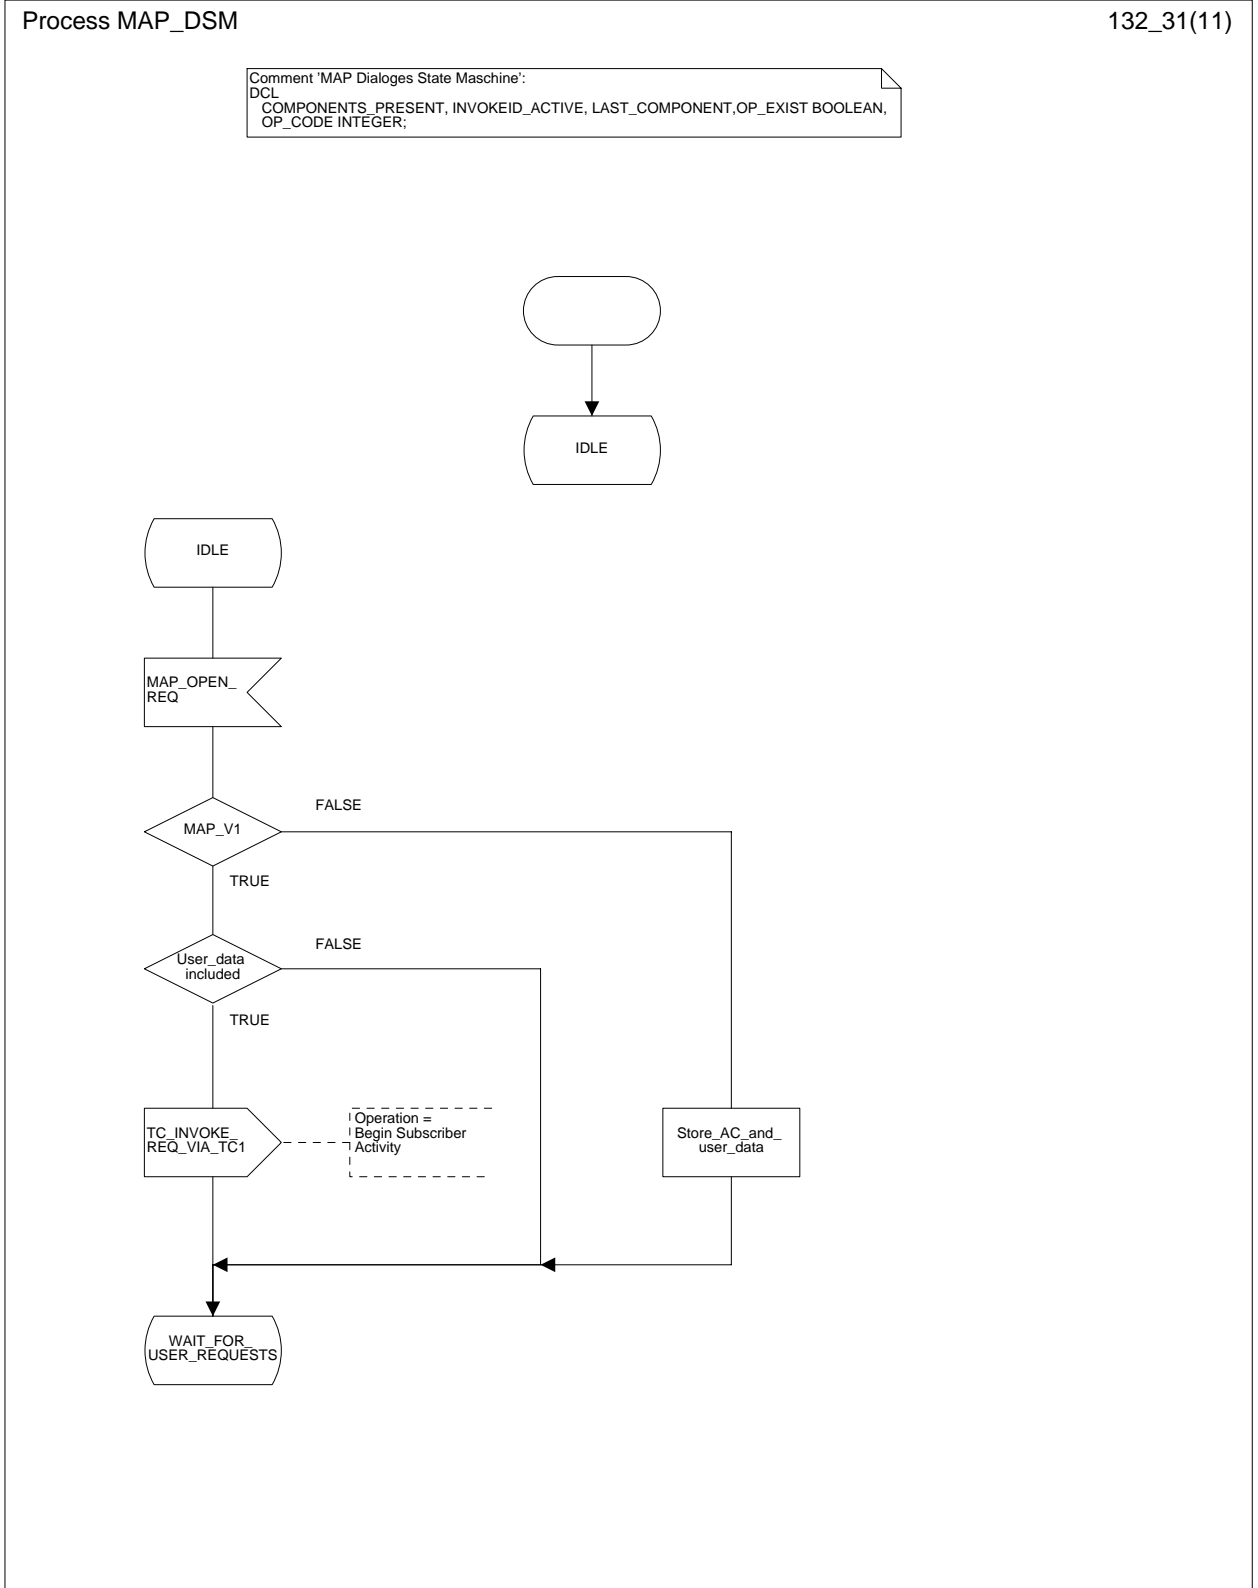 Process MAP_DSM
132_31(11)
Comment 'MAP Dialoges State Maschine':
DCL
COMPONENTS_PRESENT, INVOKEID_ACTIVE, LAST_COMPONENT,OP_EXIST BOOLEAN,
OP_CODE INTEGER;
IDLE
IDLE
MAP_OPEN_
REQ
FALSE
MAP_V1
TRUE
FALSE
User_data
included
TRUE
TC_INVOKE_
REQ_VIA_TC1
Operation =
Begin Subscriber
Activity
Store_AC_and_
user_data
WAIT_FOR_
USER_REQUESTS